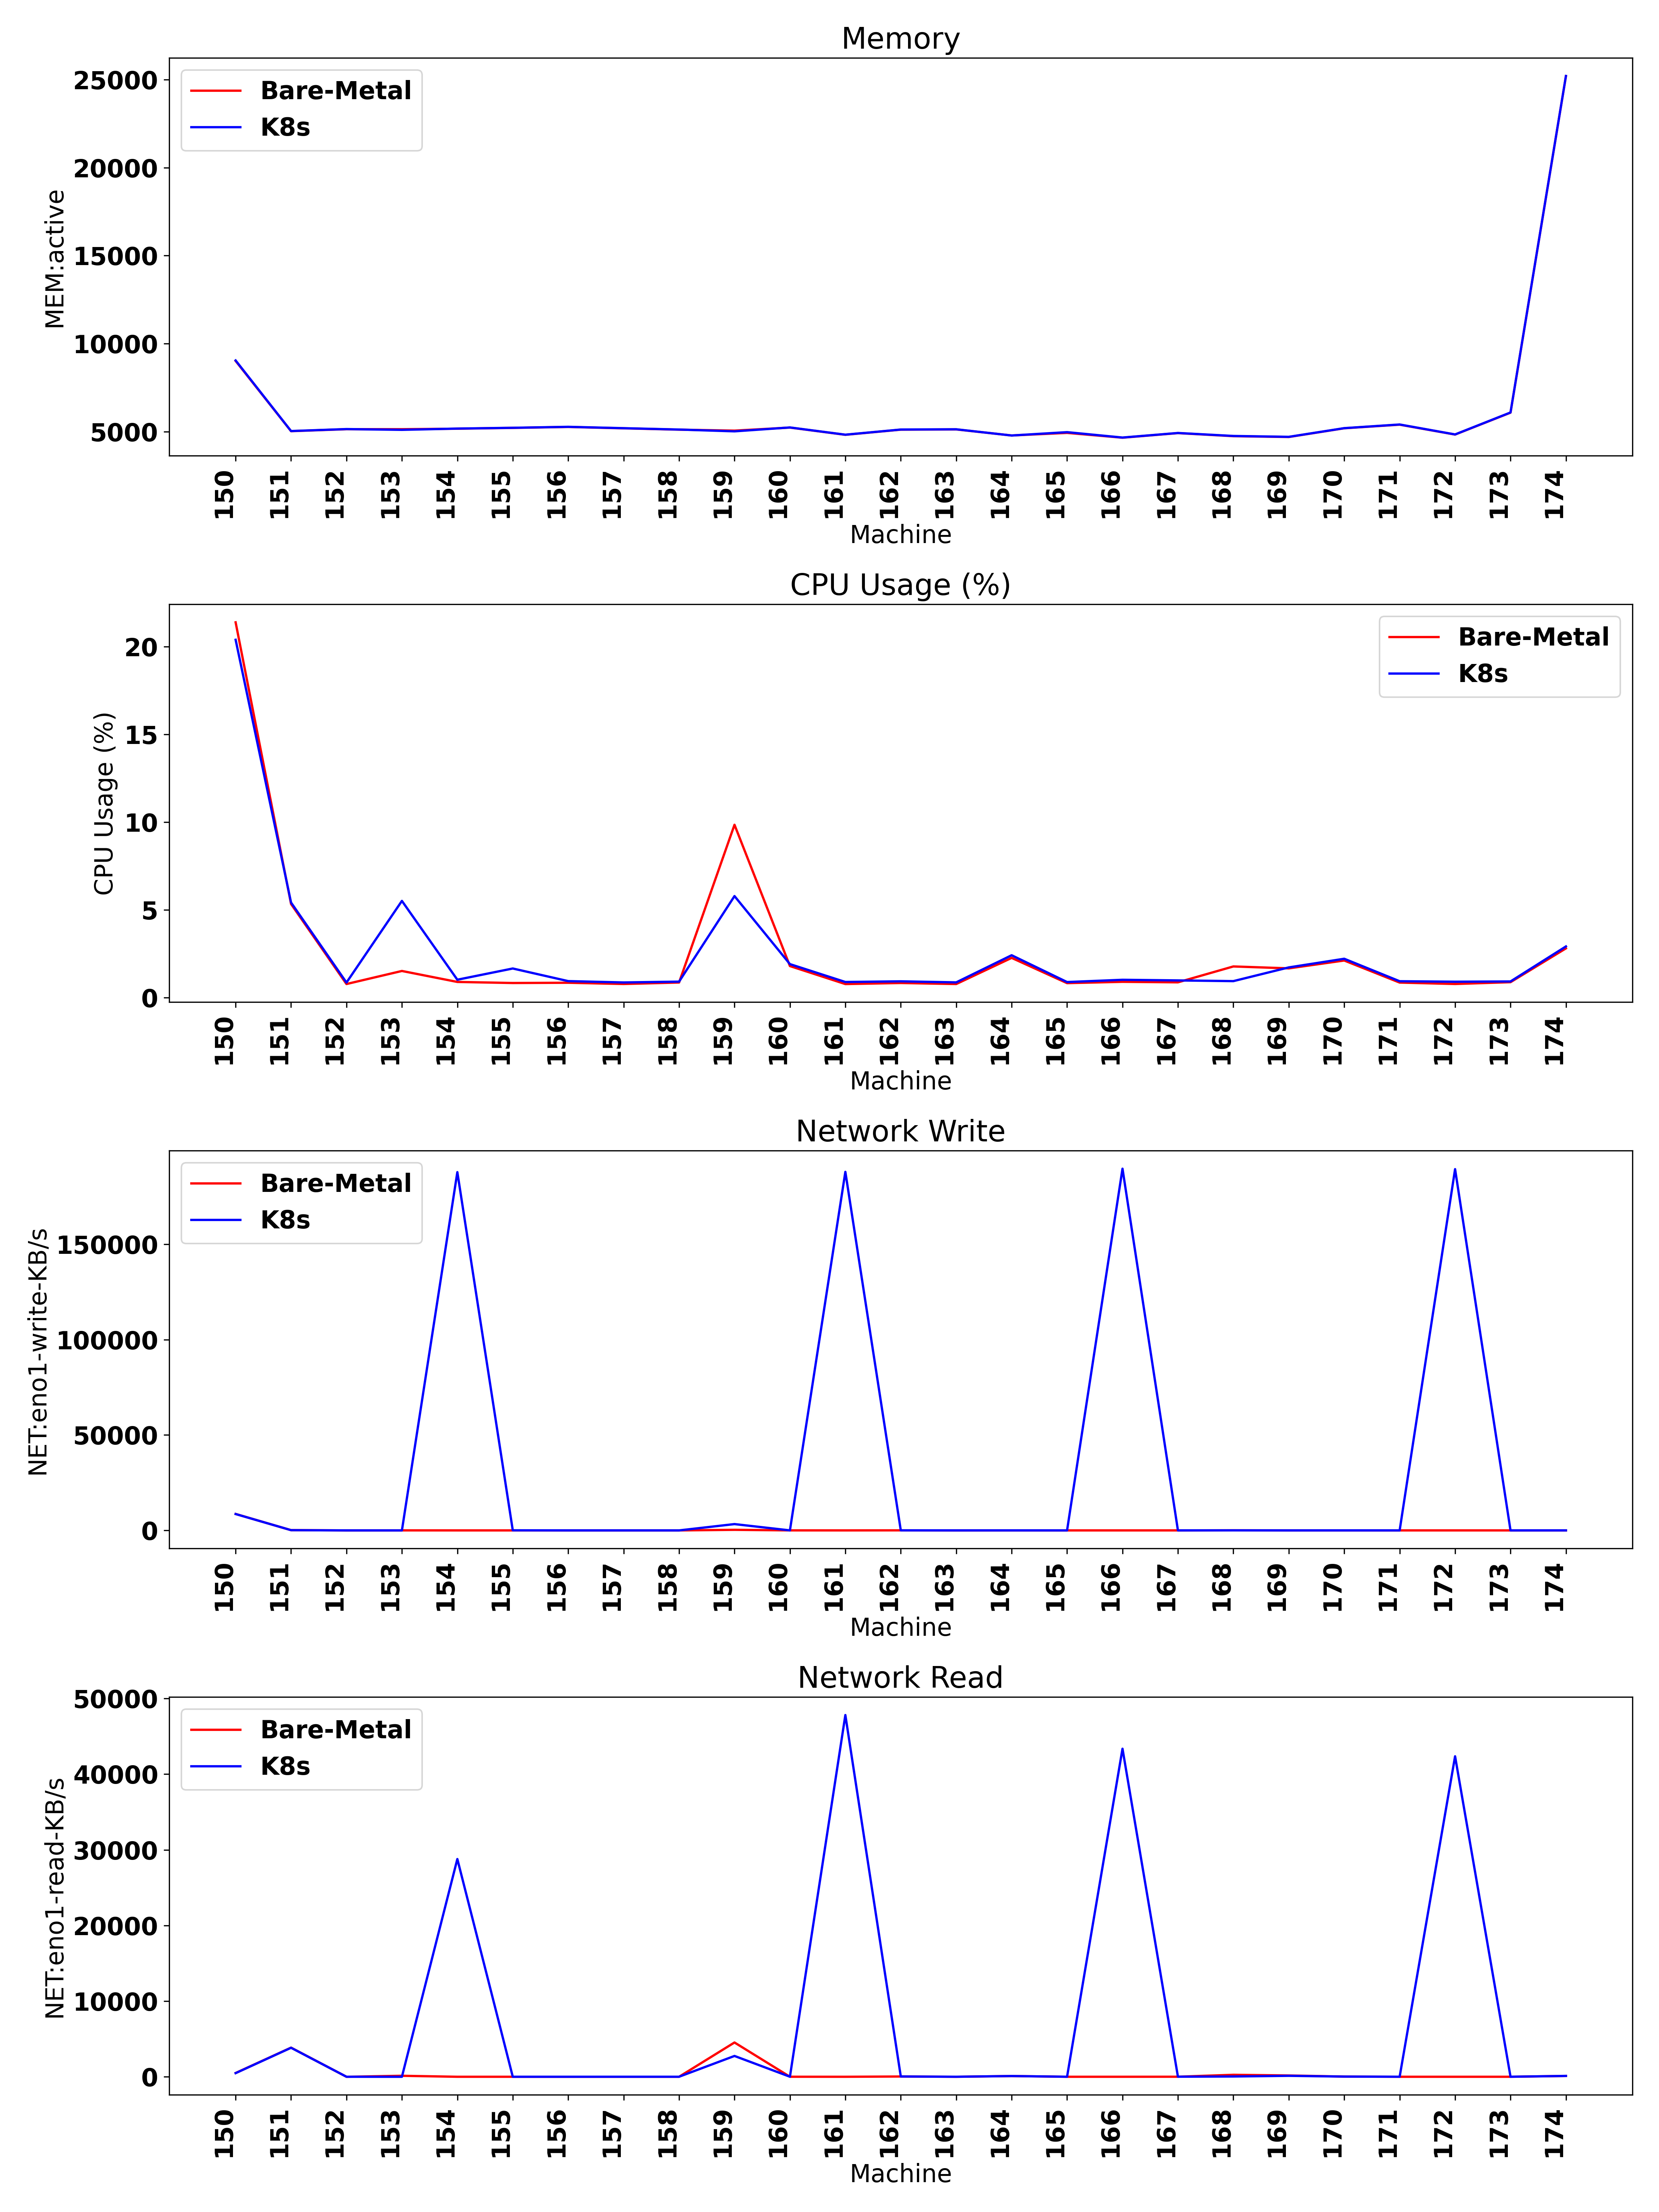 Memory
25000
20000
15000
10000
5000
MEM:active
Bare-Metal
K8s
150 151 152 153 154 155 156 157 158 159 160 161 162 163 164 165 166 167 168 169 170 171 172 173 174
Machine
CPU Usage (%)
20
15
10
5
0
CPU Usage (%)
Bare-Metal
K8s
150 151 152 153 154 155 156 157 158 159 160 161 162 163 164 165 166 167 168 169 170 171 172 173 174
Machine
Network Write
150000
100000
50000
0
NET:eno1-write-KB/s
Bare-Metal
K8s
150 151 152 153 154 155 156 157 158 159 160 161 162 163 164 165 166 167 168 169 170 171 172 173 174
Machine
Network Read
50000
40000
30000
20000
10000
0
NET:eno1-read-KB/s
Bare-Metal
K8s
150 151 152 153 154 155 156 157 158 159 160 161 162 163 164 165 166 167 168 169 170 171 172 173 174
Machine